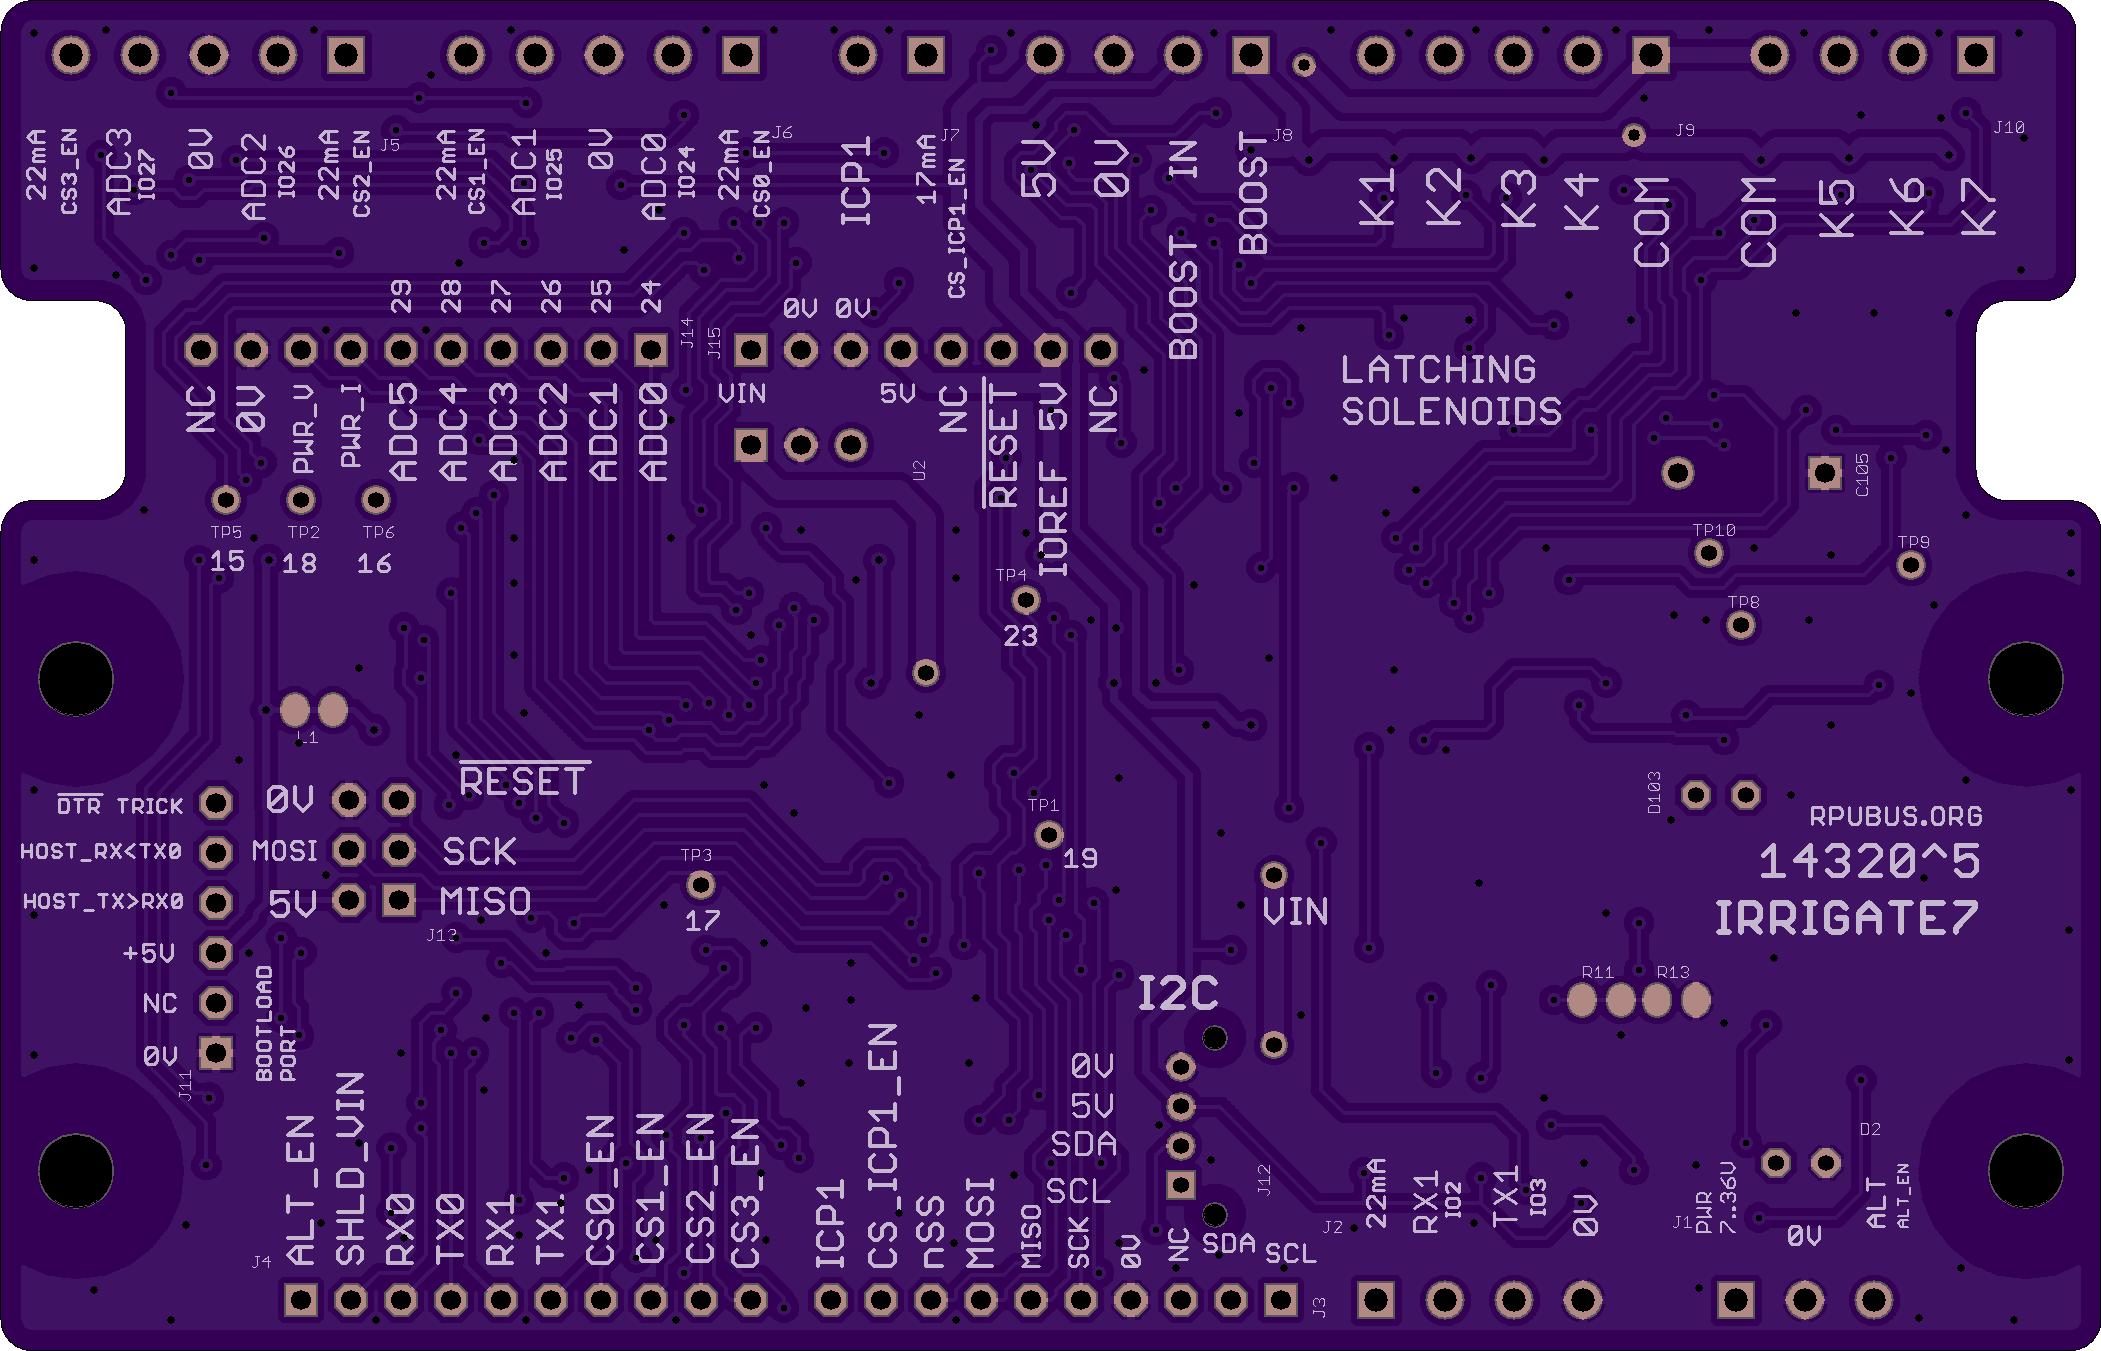 22mA
CS3_EN
ADC3
IO27
0V
ADC2
IO26
22mA
CS2_EN
J5
22mA
CS1_EN
ADC1
IO25
0V
ADC0
IO24
22mA
CS0_EN
J6
ICP1
17mA
CS_ICP1_EN
J7
5V
0V
BOOST IN
BOOST
J8
K1
K2
K3
K4
COM
J9
COM
K5
K6
K7
J10
29
28
27
26
25
24
J14
J15
0V 0V
NC
0V
PWR_V
PWR_I
ADC5
ADC4
ADC3
ADC2
ADC1
ADC0
VIN
5V
NC
RESET
IOREF 5V
NC
U2
LATCHING
SOLENOIDS
C105
TP5
15
TP2
18
TP6
16
TP4
23
TP10
TP9
TP8
L1
RESET
DTR TRICK
HOST_RX<TX0
HOST_TX>RX0
+5V
NC
0V
J11
BOOTLOAD
PORT
0V
MOSI
5V
SCK
MISO
J13
TP3
17
TP1
19
VIN
D103
RPUBUS.ORG
14320^5
IRRIGATE7
R11
R13
I2C
0V
5V
SDA
SCL
J12
J4
ALT_EN
SHLD_VIN
RX0
TX0
RX1
TX1
CS0_EN
CS1_EN
CS2_EN
CS3_EN
ICP1
CS_ICP1_EN
nSS
MOSI
MISO
SCK
0V
NC
SDA
SCL
J3
J2
22mA
RX1
IO2
TX1
IO3
0V
J1
PWR
7..36V
0V
D2
ALT
ALT_EN